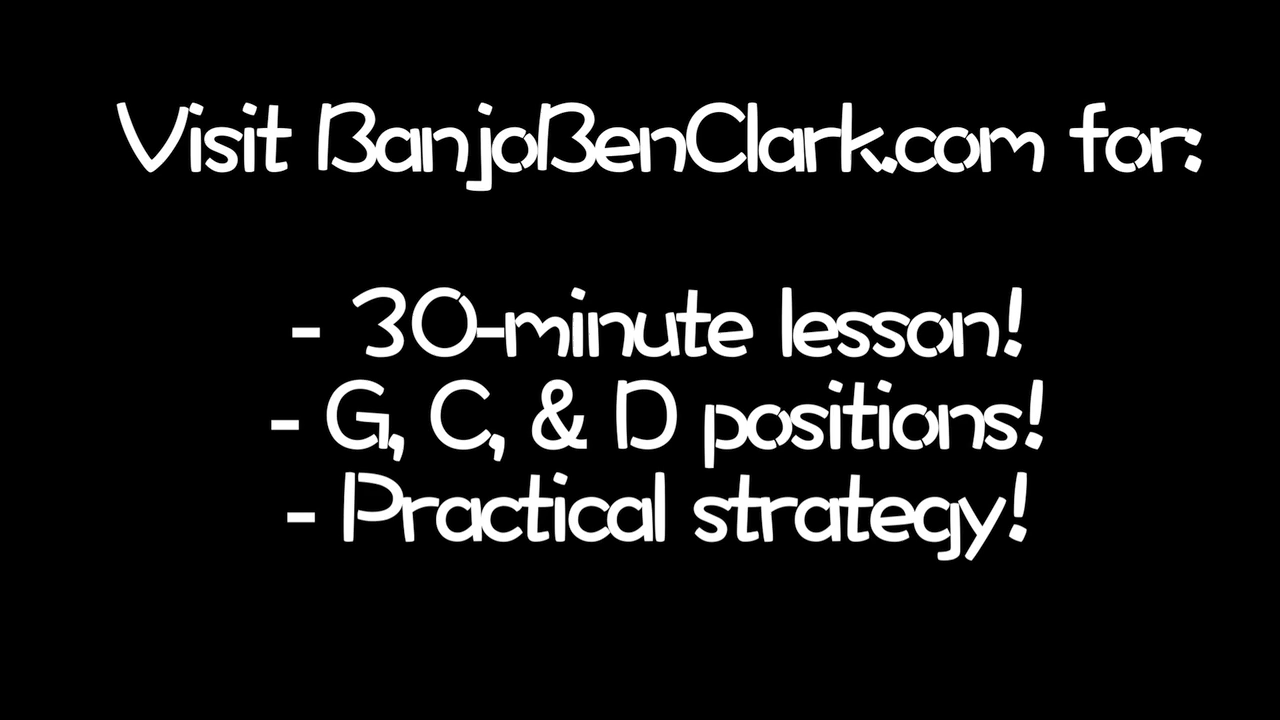 Visit BanjoBenClark.com for:
- 30-minute lesson!
- G, C, & D positions!
- Practical strategy!